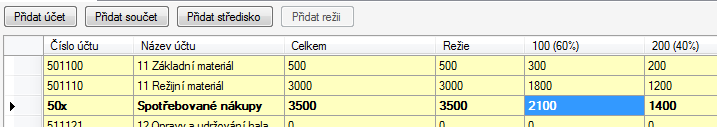 Přidat účet Přidat součet Přidat středisko Přidat režii
Číslo účtu Název účtu Celkem Režie 100 (60%) 200 (40%)
501100 11 Základní materiál 500 500 300 200
501110 11 Režijní materiál 3000 3000 1800 1200
50x Spotřebované nákupy 3500 3500 2100 1400
511121 12 Opravy a udržování hala 0 0 0 0